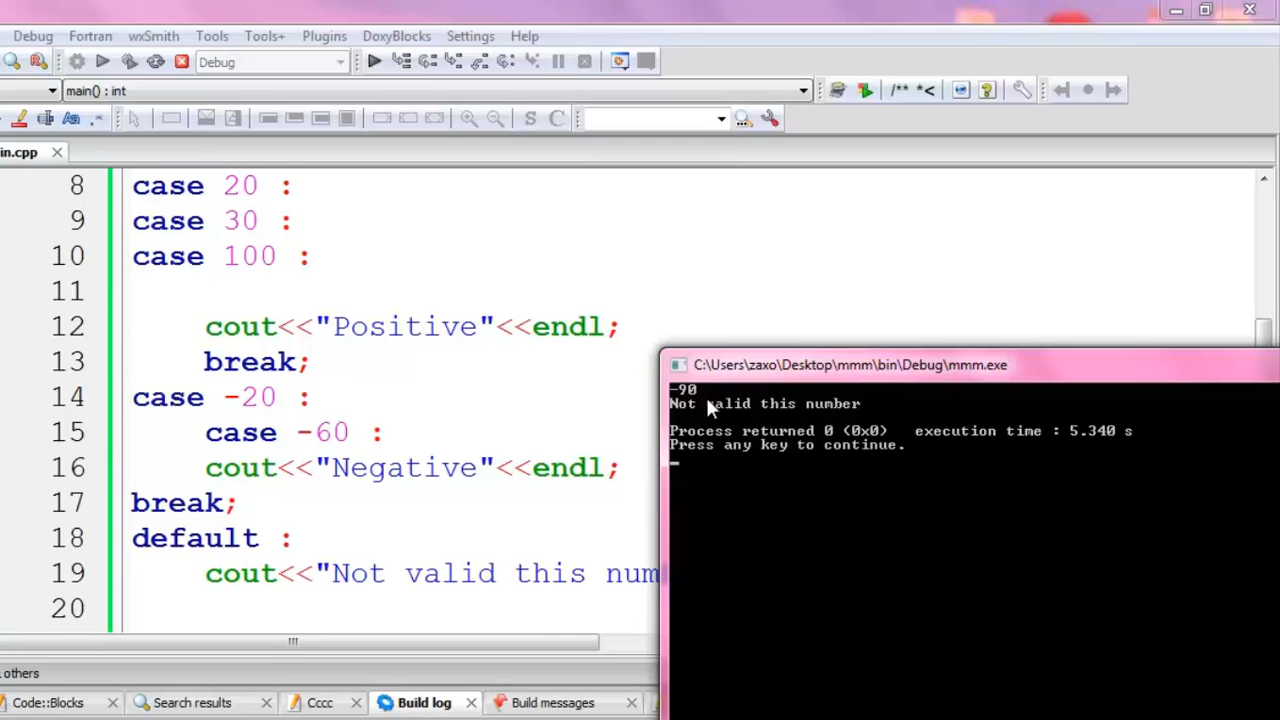 Debug Fortran wxSmith Tools Tools+ Plugins DoxyBlocks Settings Help
Debug
main() : int
/** *<
S C
in.cpp
8 case 20 :
9 case 30 :
10 case 100 :
11
12 cout<<"Positive"<<endl;
13 break;
14 case -20 :
15 case -60 :
16 cout<<"Negative"<<endl;
17 break;
18 default :
19 cout<<"Not valid this num
20
C:\Users\zaxo\Desktop\mmm\bin\Debug\mmm.exe
-90
Not valid this number
Process returned 0 (0x0) execution time : 5.340 s
Press any key to continue.
others
Code::Blocks Search results Cccc Build log Build messages